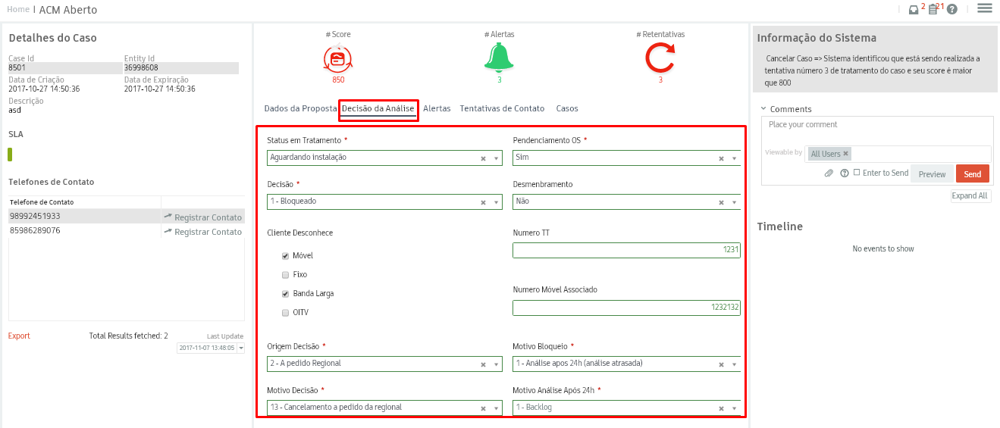 Home | ACM Aberto
2 21
Detalhes do Caso
Case Id Entity Id
8501 36998608
Data de Criação Data de Expiração
2017-10-27 14:50:36 2017-10-27 14:50:36
Descrição
asd
SLA
Telefones de Contato
Telefone de Contato
98992451933 Registrar Contato
85986289076 Registrar Contato
Export Total Results fetched: 2 Last Update
2017-11-07 13:48:05
# Score # Alertas # Retentativas
850 3 3
Dados da Proposta Decisão da Análise Alertas Tentativas de Contato Casos
Status em Tratamento * Pendenciamento OS *
Aguardando instalação Sim
Decisão * Desmenbramento
1 - Bloqueado Não
Cliente Desconhece Numero TT
1231
Móvel
Fixo
Numero Móvel Associado
Banda Larga
1232132
OITV
Origem Decisão * Motivo Bloqueio *
2 - A pedido Regional 1 - Análise apos 24h (análise atrasada)
Motivo Decisão * Motivo Análise Após 24h *
13 - Cancelamento a pedido da regional 1 - Backlog
Informação do Sistema
Cancelar Caso => Sistema identificou que está sendo realizada a
tentativa número 3 de tratamento do caso e seu score é maior
que 800
Comments
Place your comment
Viewable by All Users
Enter to Send Preview Send
Expand All
Timeline
No events to show